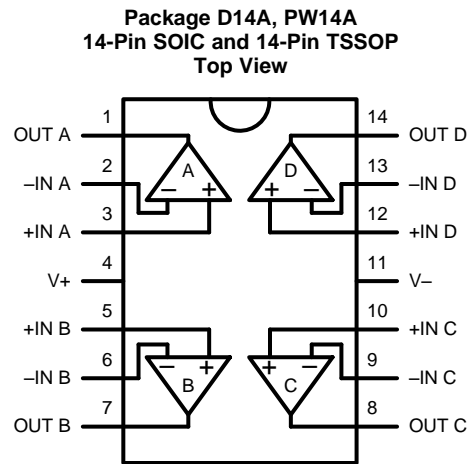 Package D14A, PW14A
14-Pin SOIC and 14-Pin TSSOP
Top View
1 14
OUT A A D OUT D
2 13
–IN A – + + – –IN D
3 12
+IN A +IN D
4 11
V+ V–
5 10
+IN B +IN C
6 9
–IN B – + + – –IN C
B C
7 8
OUT B OUT C